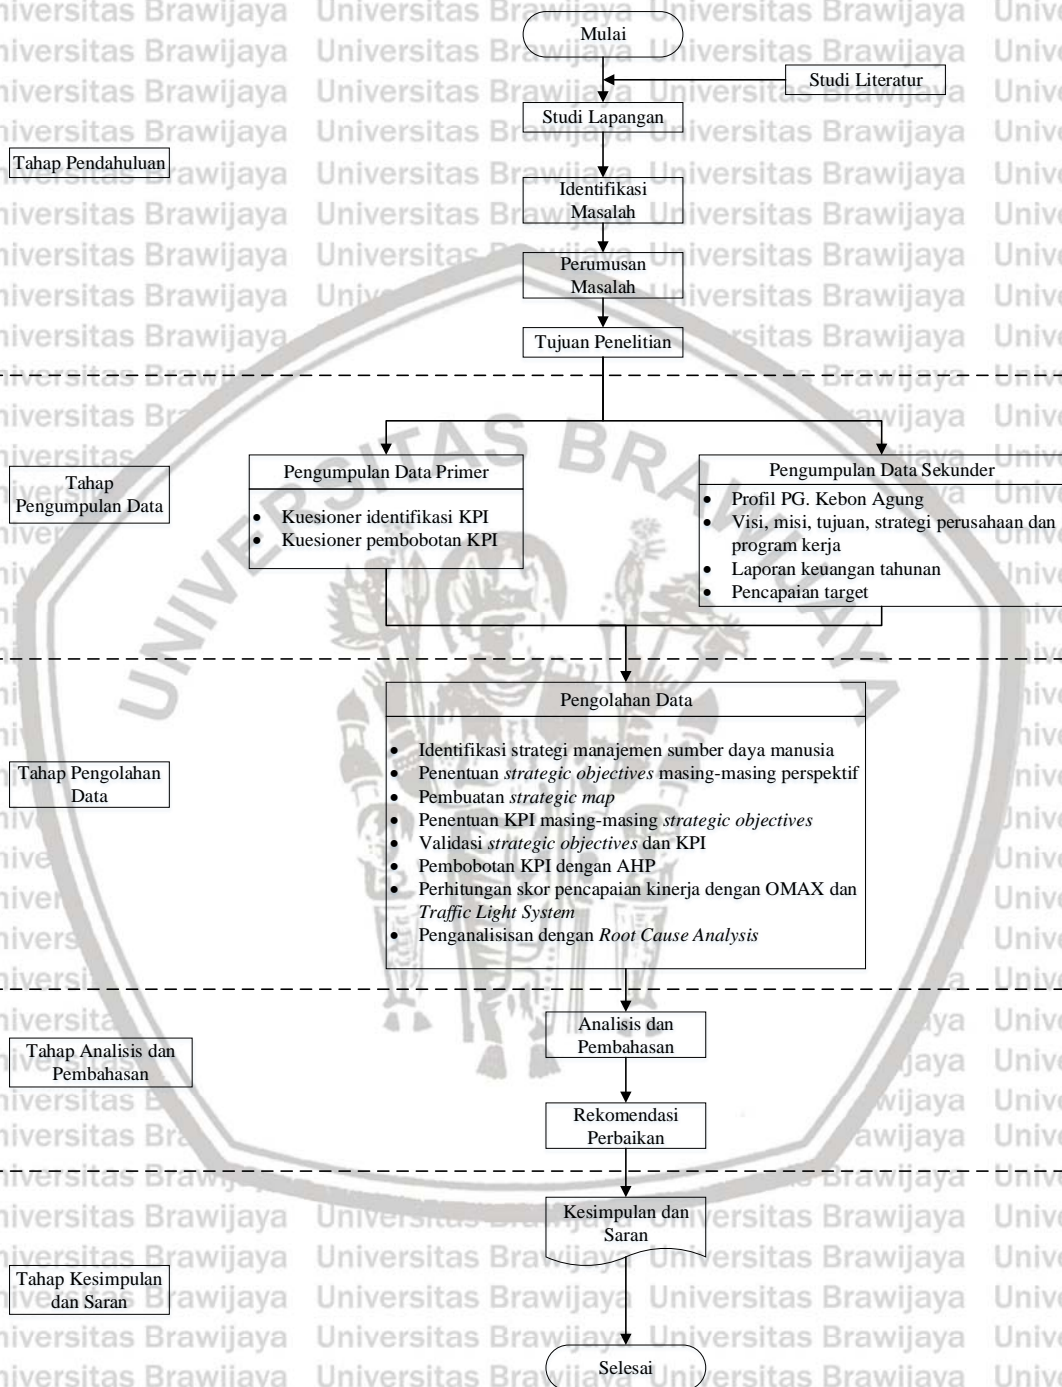 Mulai
Studi Literatur
Studi Lapangan
Tahap Pendahuluan
Identifikasi
Masalah
Perumusan
Masalah
Tujuan Penelitian
Tahap
Pengumpulan Data
Pengumpulan Data Primer
• Kuesioner identifikasi KPI
• Kuesioner pembobotan KPI
Pengumpulan Data Sekunder
• Profil PG. Kebon Agung
• Visi, misi, tujuan, strategi perusahaan dan
program kerja
• Laporan keuangan tahunan
• Pencapaian target
UNIVERSITAS BRAWIJAYA
Tahap Pengolahan
Data
Pengolahan Data
• Identifikasi strategi manajemen sumber daya manusia
• Penentuan strategic objectives masing-masing perspektif
• Pembuatan strategic map
• Penentuan KPI masing-masing strategic objectives
• Validasi strategic objectives dan KPI
• Pembobotan KPI dengan AHP
• Perhitungan skor pencapaian kinerja dengan OMAX dan
Traffic Light System
• Penganalisisan dengan Root Cause Analysis
Tahap Analisis dan
Pembahasan
Analisis dan
Pembahasan
Rekomendasi
Perbaikan
Kesimpulan dan
Saran
Tahap Kesimpulan
dan Saran
Selesai